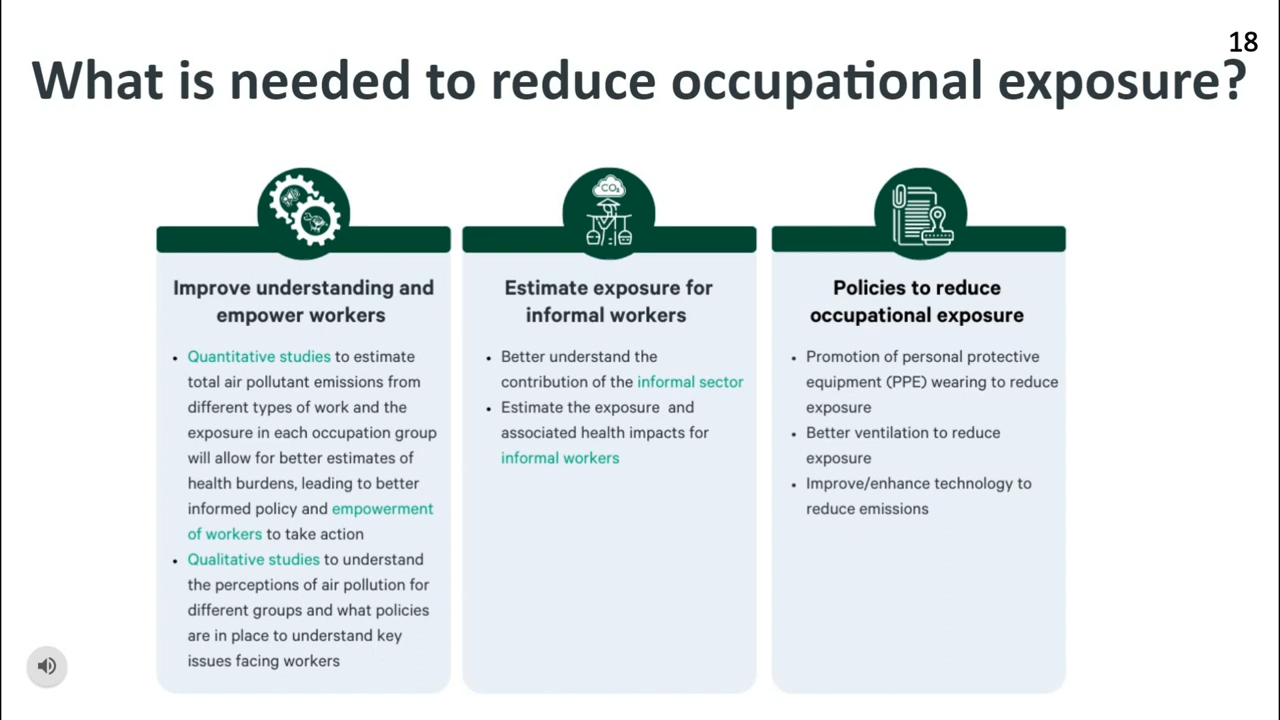 18
What is needed to reduce occupational exposure?
CO₂
Improve understanding and
empower workers
• Quantitative studies to estimate
total air pollutant emissions from
different types of work and the
exposure in each occupation group
will allow for better estimates of
health burdens, leading to better
informed policy and empowerment
of workers to take action
• Qualitative studies to understand
the perceptions of air pollution for
different groups and what policies
are in place to understand key
issues facing workers
Estimate exposure for
informal workers
• Better understand the
contribution of the informal sector
• Estimate the exposure and
associated health impacts for
informal workers
Policies to reduce
occupational exposure
• Promotion of personal protective
equipment (PPE) wearing to reduce
exposure
• Better ventilation to reduce
exposure
• Improve/enhance technology to
reduce emissions